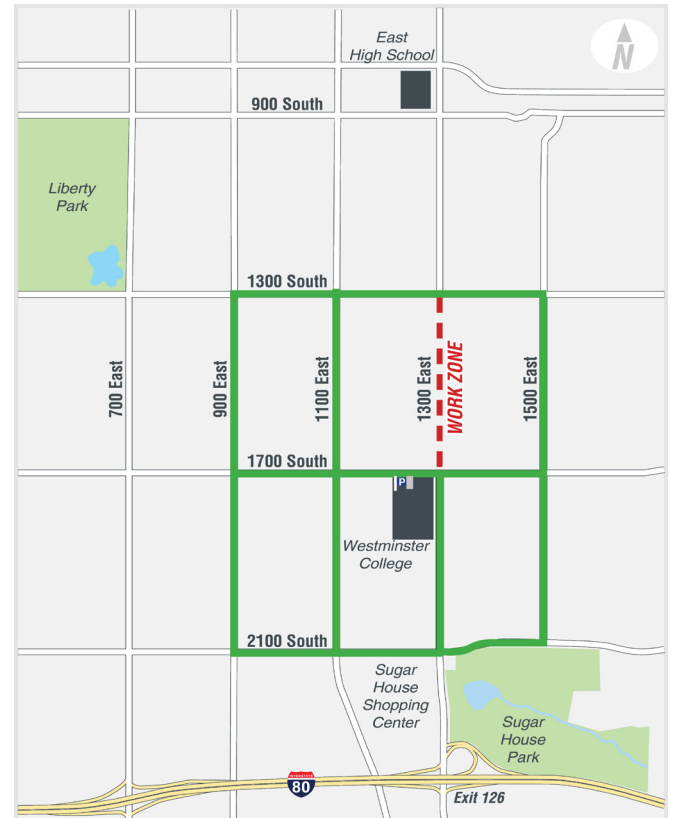 East
High School
N
900 South
Liberty
Park
1300 South
700 East
900 East
1100 East
1300 East
WORK ZONE
1500 East
1700 South
P
Westminster
College
2100 South
Sugar
House
Shopping
Center
Sugar
House
Park
INTERSTATE
80
Exit 126